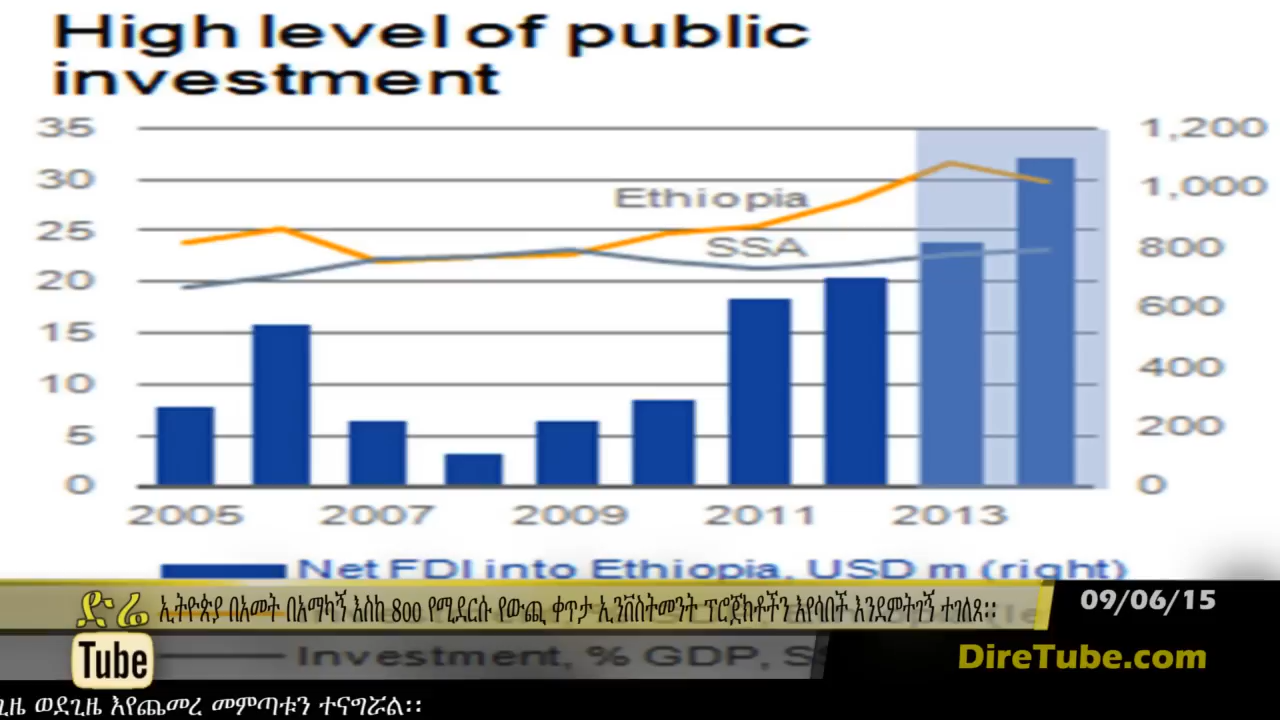 High level of public
investment
35
30
25
20
15
10
5
0
1,200
1,000
800
600
400
200
0
Ethiopia
SSA
2005 2007 2009 2011 2013
Net FDI into Ethiopia, USD m (right)
ድሬ ኢትዮጵያ በአመት በአማካኝ እስከ 800 የሚደርሱ የውጪ ቀጥታ ኢንቨስትመንት ፕሮጀክቶችን እየሳበች እንደምትገኝ ተገለጸ፡፡ 09/06/15
Tube Investment, % GDP, DireTube.com
ወደጊዜ እየጨመረ መምጣቱን ተናግሯል፡፡